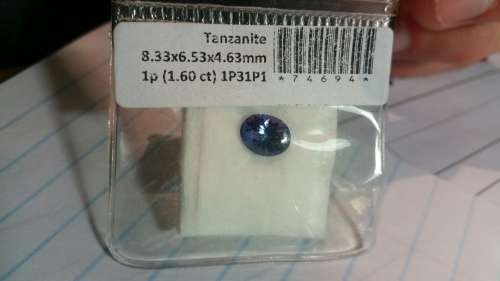 Tanzanite
8.33x6.53x4.63mm
1p (1.60 ct) 1P31P1
*74694*